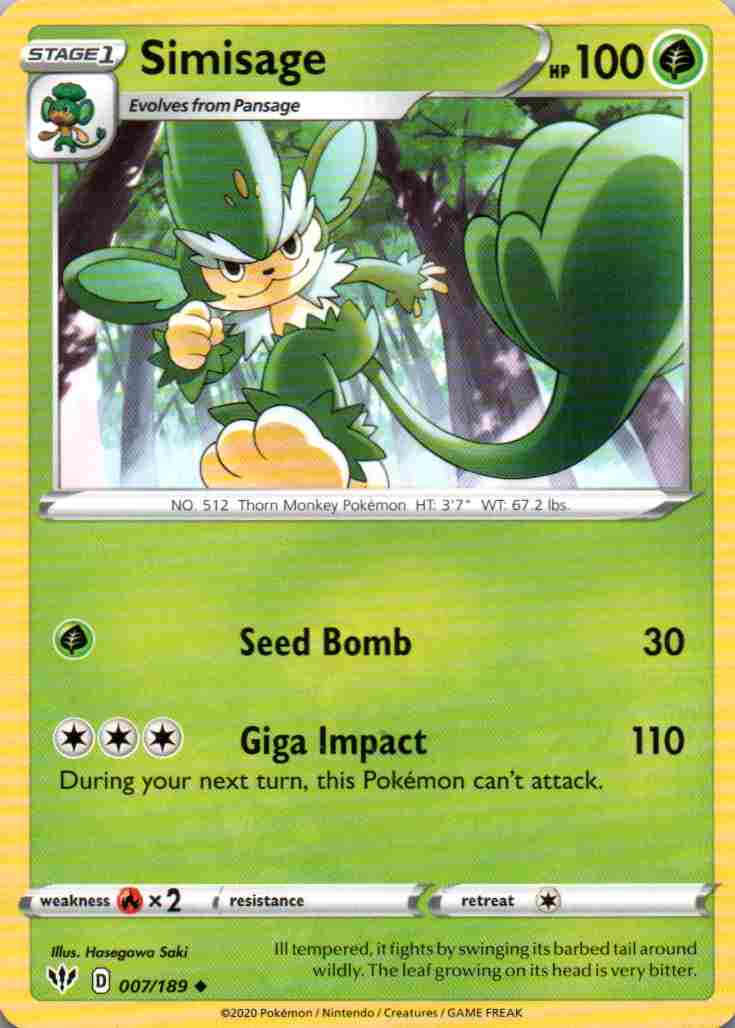 STAGE 1
Simisage
HP 100
Evolves from Pansage
NO. 512 Thorn Monkey Pokémon HT: 3'7" WT: 67.2 lbs.
Seed Bomb 30
Giga Impact 110
During your next turn, this Pokémon can't attack.
weakness ×2 resistance retreat
Illus. Hasegawa Saki
Ill tempered, it fights by swinging its barbed tail around
wildly. The leaf growing on its head is very bitter.
D 007/189
©2020 Pokémon / Nintendo / Creatures / GAME FREAK